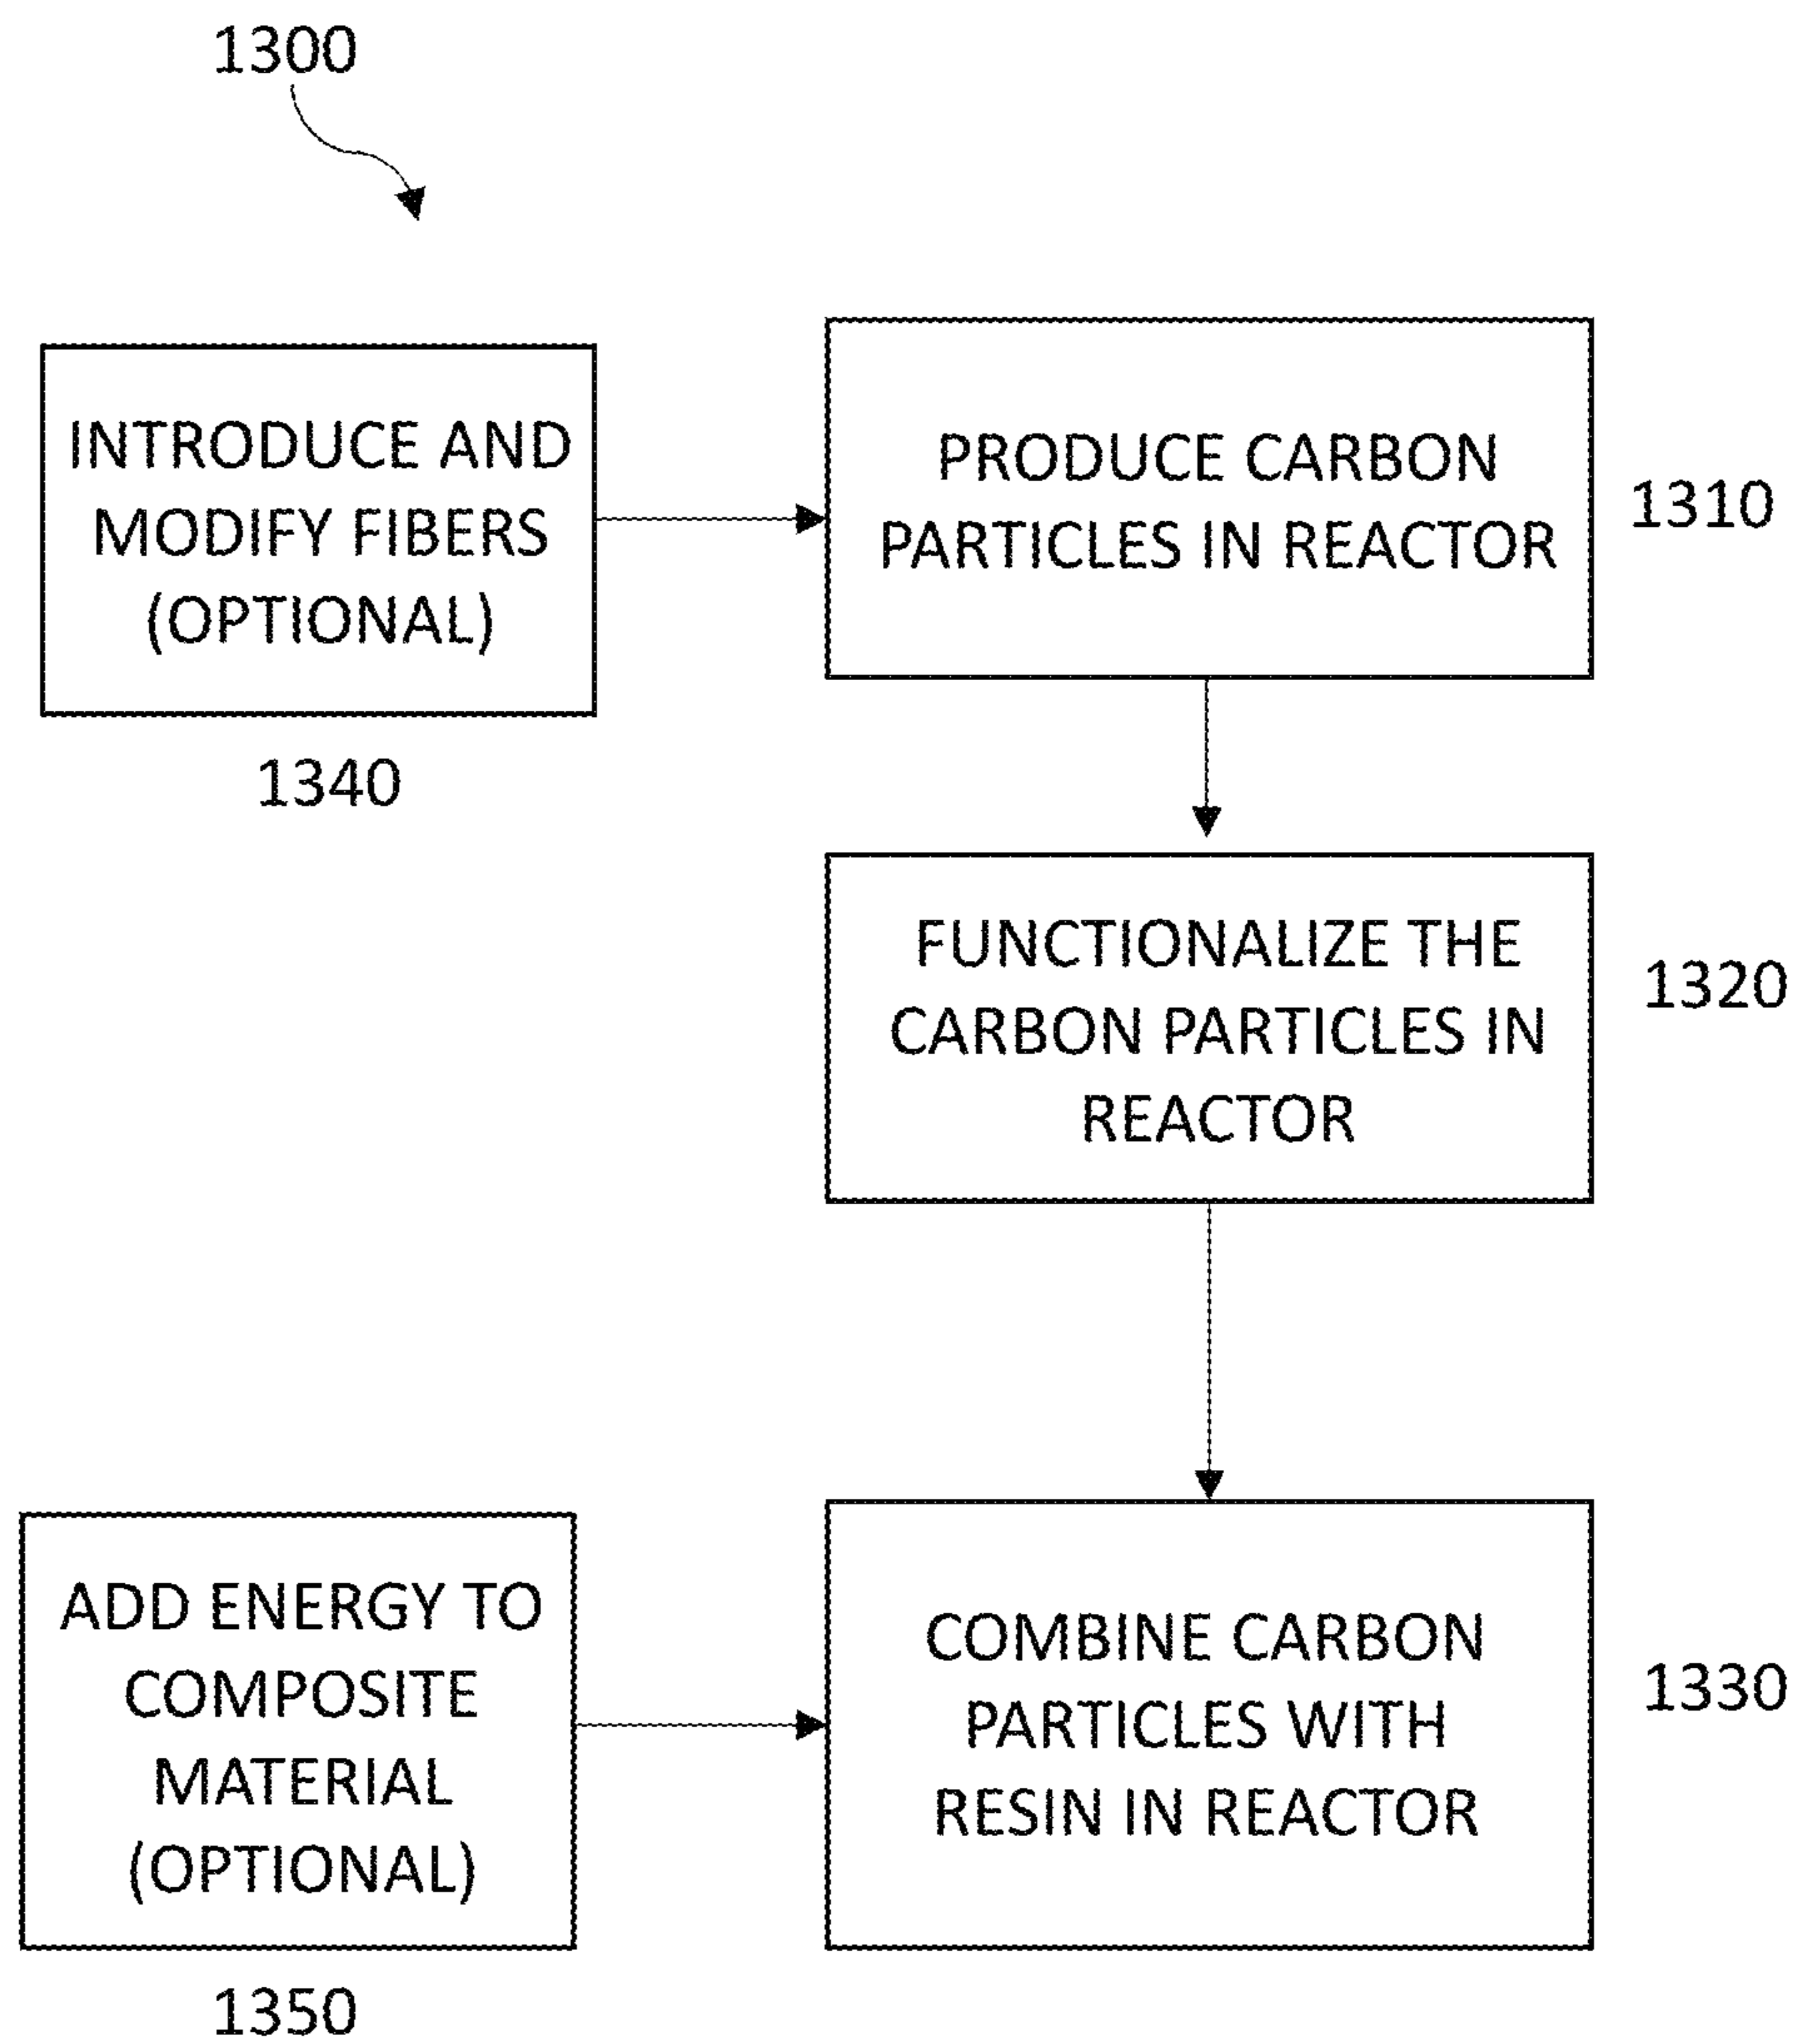 1300
INTRODUCE AND
MODIFY FIBERS
(OPTIONAL)
1340
PRODUCE CARBON
PARTICLES IN REACTOR
1310
FUNCTIONALIZE THE
CARBON PARTICLES IN
REACTOR
1320
ADD ENERGY TO
COMPOSITE
MATERIAL
(OPTIONAL)
1350
COMBINE CARBON
PARTICLES WITH
RESIN IN REACTOR
1330